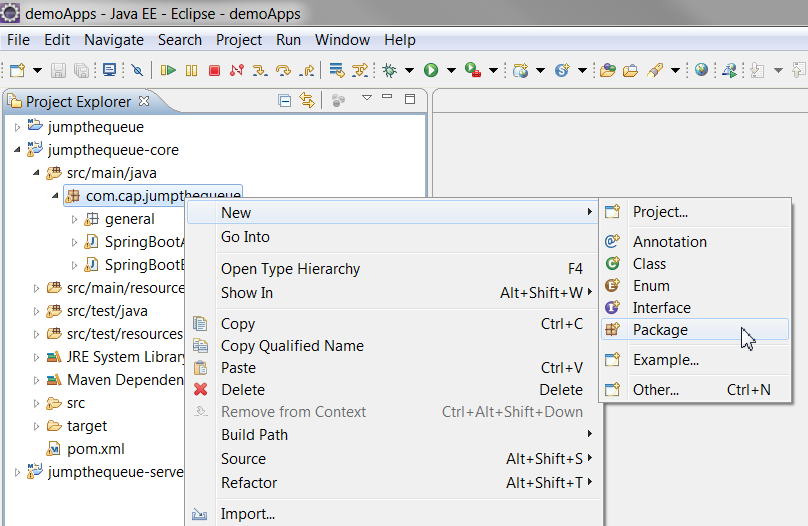 demoApps - Java EE - Eclipse - demoApps
File Edit Navigate Search Project Run Window Help
Project Explorer
jumpthequeue
jumpthequeue-core
src/main/java
com.cap.jumpthequeue
general
SpringBootA
SpringBootB
src/main/resource
src/test/java
src/test/resources
JRE System Library
Maven Dependen
src
target
pom.xml
jumpthequeue-serve
New
Go Into
Open Type Hierarchy F4
Show In Alt+Shift+W
Copy Ctrl+C
Copy Qualified Name
Paste Ctrl+V
Delete Delete
Remove from Context Ctrl+Alt+Shift+Down
Build Path
Source Alt+Shift+S
Refactor Alt+Shift+T
Import...
Project...
Annotation
Class
Enum
Interface
Package
Example...
Other... Ctrl+N